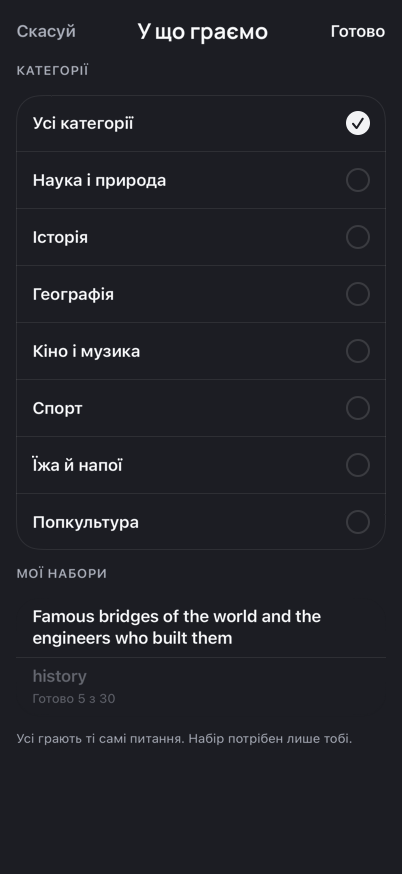 Скасуй
У що граємо
Готово
КАТЕГОРІЇ
Усі категорії
Наука і природа
Історія
Географія
Кіно і музика
Спорт
Їжа й напої
Попкультура
МОЇ НАБОРИ
Famous bridges of the world and the
engineers who built them
history
Готово 5 з 30
Усі грають ті самі питання. Набір потрібен лише тобі.